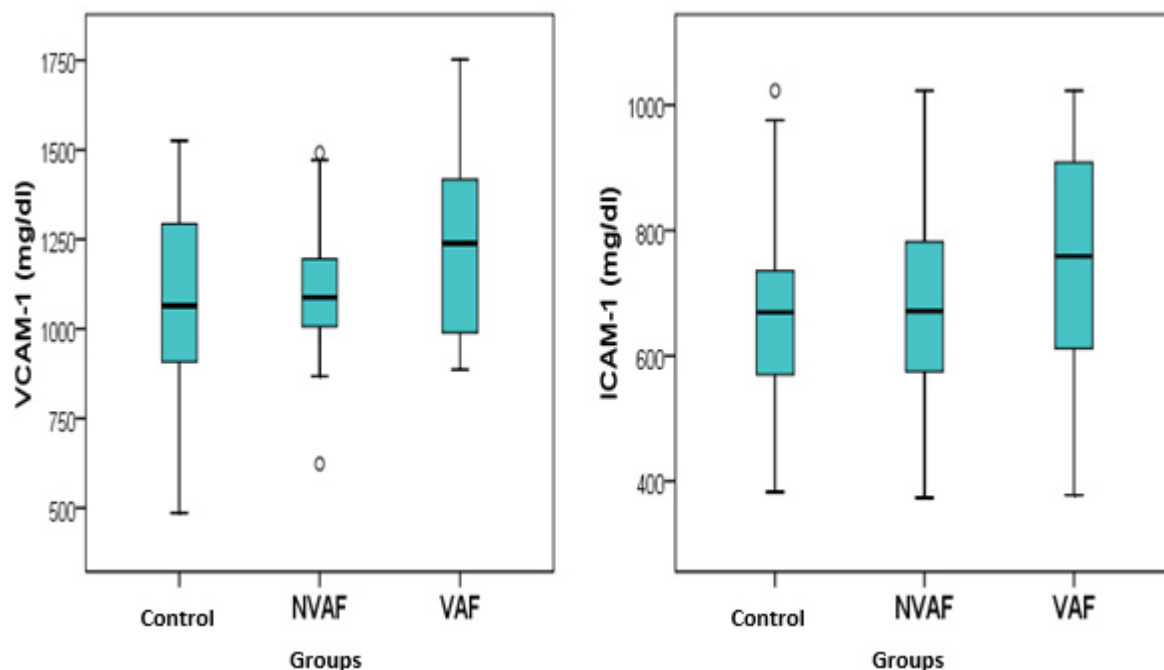 VCAM-1 (mg/dl)
1750
1500
1250
1000
750
500
Control
NVAF
VAF
Groups
ICAM-1 (mg/dl)
1000
800
600
400
Control
NVAF
VAF
Groups